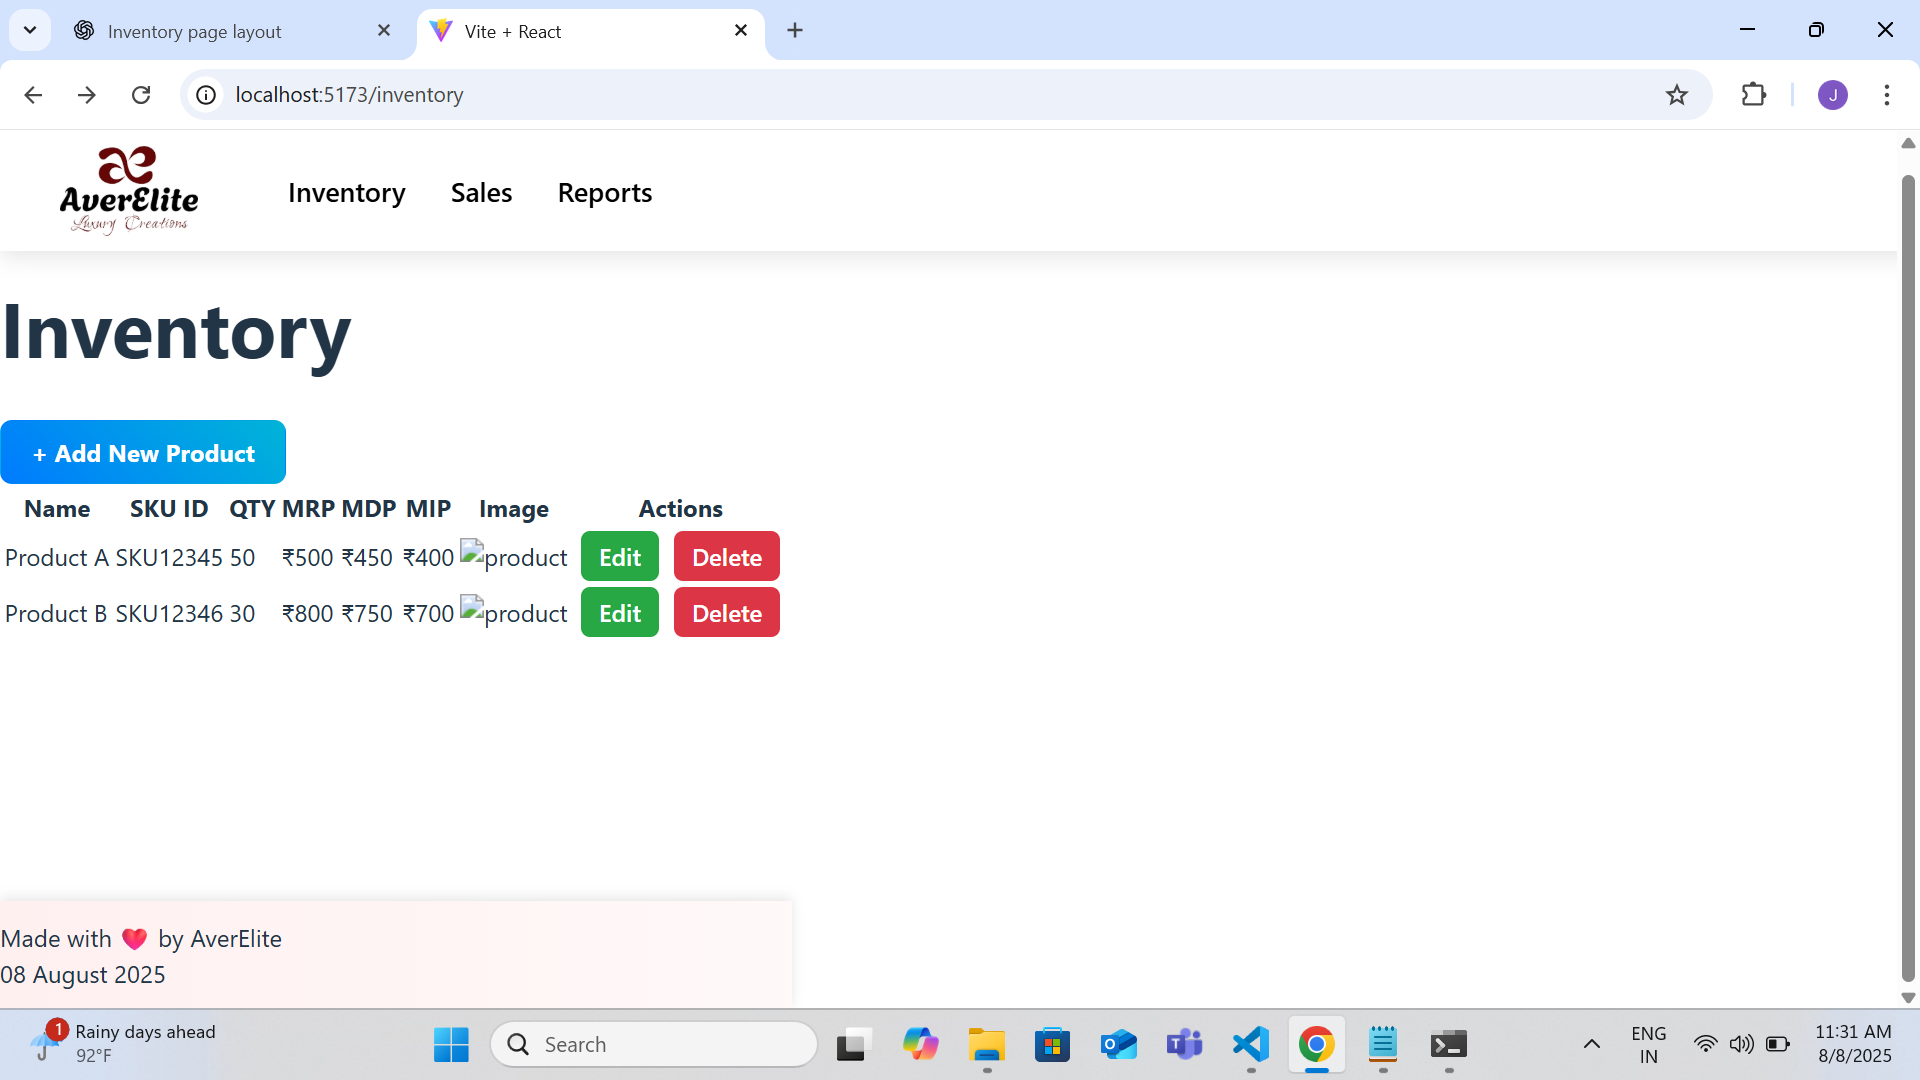 Inventory page layout
Vite + React
localhost:5173/inventory
J
AverElite
Luxury Creations
Inventory Sales Reports
Inventory
+ Add New Product
Name SKU ID QTY MRP MDP MIP Image Actions
Product A SKU12345 50 ₹500 ₹450 ₹400 product Edit Delete
Product B SKU12346 30 ₹800 ₹750 ₹700 product Edit Delete
Made with ❤️ by AverElite
08 August 2025
1
Rainy days ahead
92°F
Search
ENG
IN
11:31 AM
8/8/2025